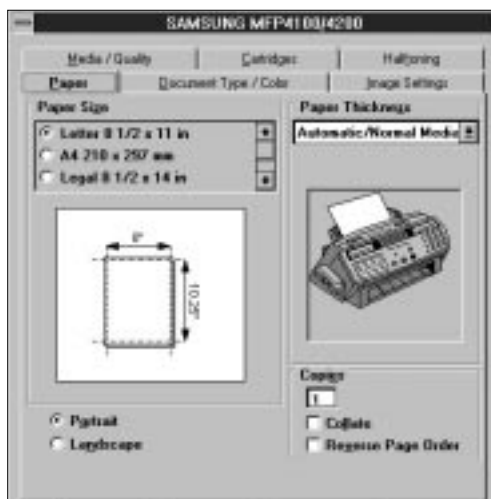 SAMSUNG MFP4100/4200
Media / Quality
Cartridges
Halftoning
Paper
Document Type / Color
Image Settings
Paper Size
Letter 8 1/2 x 11 in
A4 210 x 297 mm
Legal 8 1/2 x 14 in
8"
10.25"
Portrait
Landscape
Paper Thickness
Automatic/Normal Media
Copies
1
Collate
Reverse Page Order